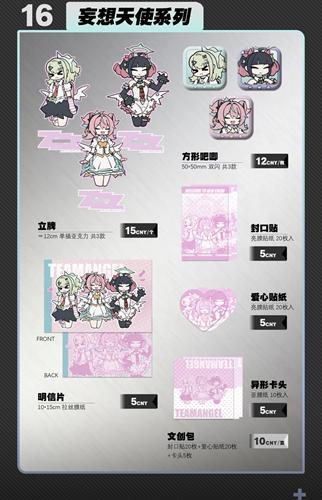 16 妄想天使系列
方形吧唧
50*50mm 双闪 共3款
12CNY/枚
立牌
≈12cm 单插亚克力 共3款
15CNY/个
封口贴
亮膜贴纸 20枚入
5CNY
TEAMANGEL
FRONT
BACK
爱心贴纸
亮膜贴纸 20枚入
5CNY
明信片
10*15cm 拉丝膜纸
5CNY
TEAMANGEL
TEAMANGEL
异形卡头
亚膜纸 10枚入
5CNY
文创包
封口贴20枚+爱心贴纸20枚
+卡头5枚
10CNY/直